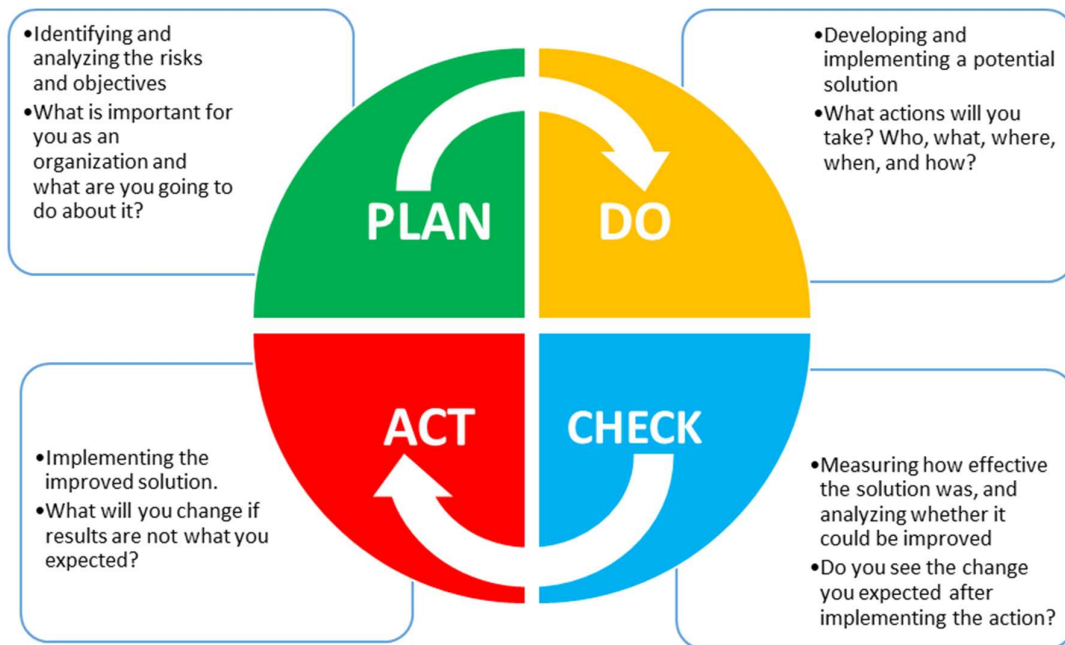 •Identifying and
analyzing the risks
and objectives
•What is important for
you as an
organization and
what are you going to
do about it?
PLAN
DO
•Developing and
implementing a potential
solution
•What actions will you
take? Who, what, where,
when, and how?
•Implementing the
improved solution.
•What will you change if
results are not what you
expected?
ACT
CHECK
•Measuring how effective
the solution was, and
analyzing whether it
could be improved
•Do you see the change
you expected after
implementing the action?